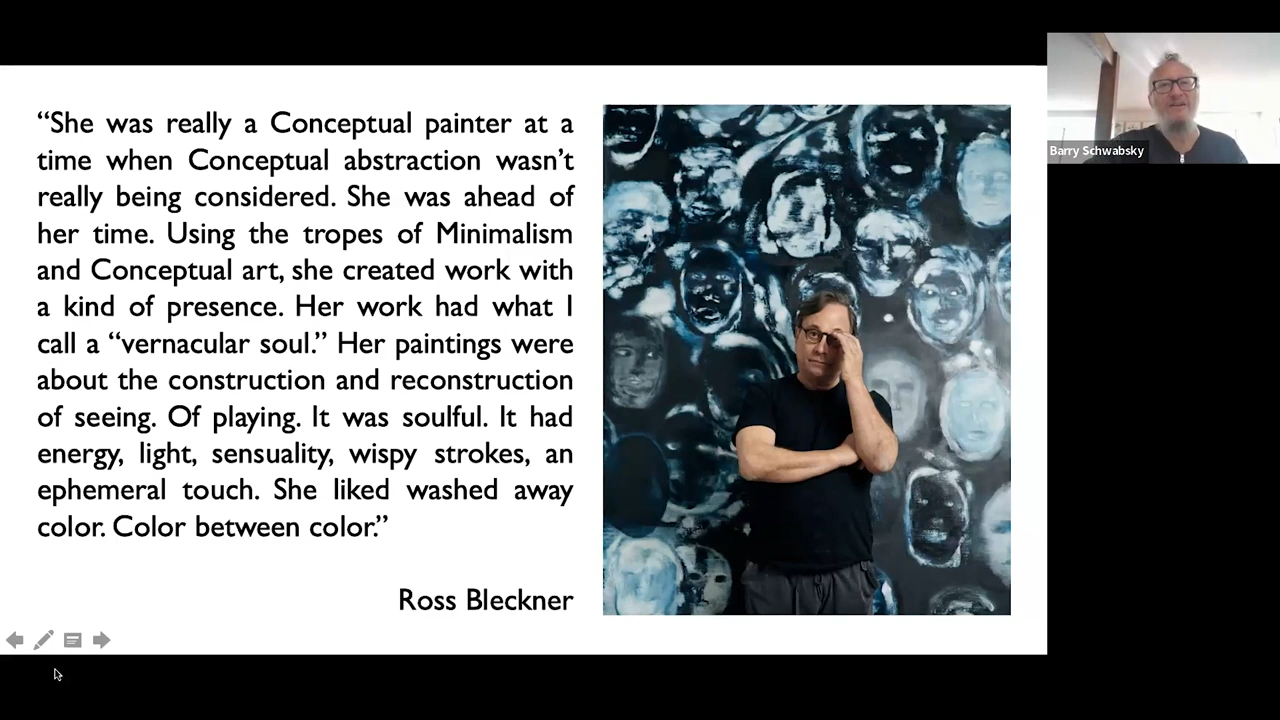 “She was really a Conceptual painter at a
time when Conceptual abstraction wasn’t
really being considered. She was ahead of
her time. Using the tropes of Minimalism
and Conceptual art, she created work with
a kind of presence. Her work had what I
call a “vernacular soul.” Her paintings were
about the construction and reconstruction
of seeing. Of playing. It was soulful. It had
energy, light, sensuality, wispy strokes, an
ephemeral touch. She liked washed away
color. Color between color.”
Ross Bleckner
Barry Schwabsky